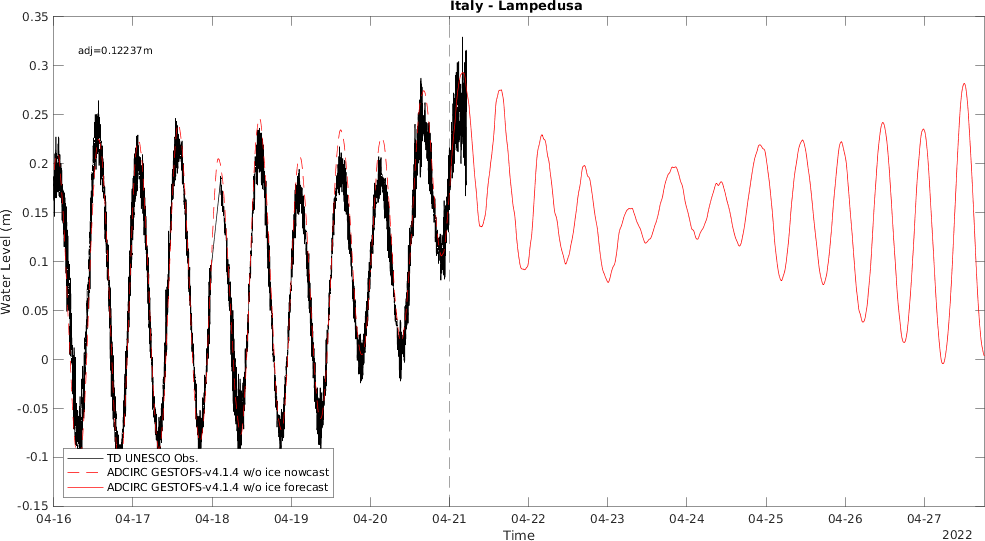 Italy - Lampedusa
0.35
0.3
0.25
0.2
0.15
0.1
0.05
0
-0.05
-0.1
-0.15
Water Level (m)
adj=0.12237m
TD UNESCO Obs.
ADCIRC GESTOFS-v4.1.4 w/o ice nowcast
ADCIRC GESTOFS-v4.1.4 w/o ice forecast
04-16 04-17 04-18 04-19 04-20 04-21 04-22 04-23 04-24 04-25 04-26 04-27
Time
2022